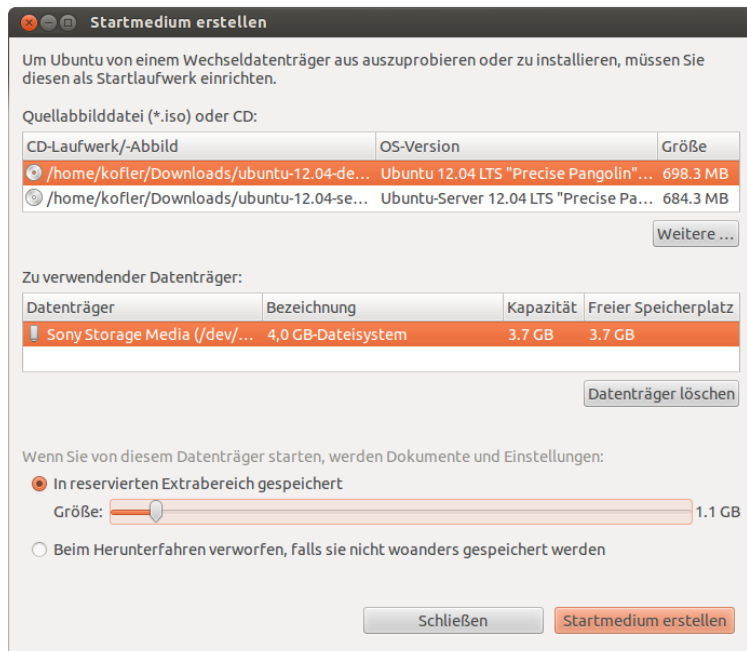 Startmedium erstellen
Um Ubuntu von einem Wechseldatenträger aus auszuprobieren oder zu installieren, müssen Sie
diesen als Startlaufwerk einrichten.
Quellabbilddatei (*.iso) oder CD:
CD-Laufwerk/-Abbild OS-Version Größe
/home/kofler/Downloads/ubuntu-12.04-de... Ubuntu 12.04 LTS "Precise Pangolin"... 698.3 MB
/home/kofler/Downloads/ubuntu-12.04-se... Ubuntu-Server 12.04 LTS "Precise Pa... 684.3 MB
Weitere ...
Zu verwendender Datenträger:
Datenträger Bezeichnung Kapazität Freier Speicherplatz
Sony Storage Media (/dev/... 4,0 GB-Dateisystem 3.7 GB 3.7 GB
Datenträger löschen
Wenn Sie von diesem Datenträger starten, werden Dokumente und Einstellungen:
In reservierten Extrabereich gespeichert
Größe: 1.1 GB
Beim Herunterfahren verworfen, falls sie nicht woanders gespeichert werden
Schließen Startmedium erstellen